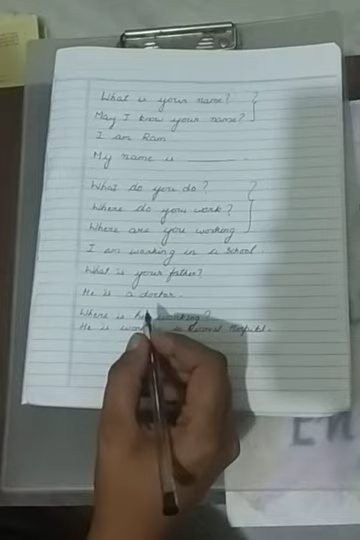 What is your name?
May I know your name?
I am Ram
My name is
What do you do?
Where do you work?
Where are you working
I am working in a School.
What is your father?
He is a doctor.
Where is he working?
He is Hospital.